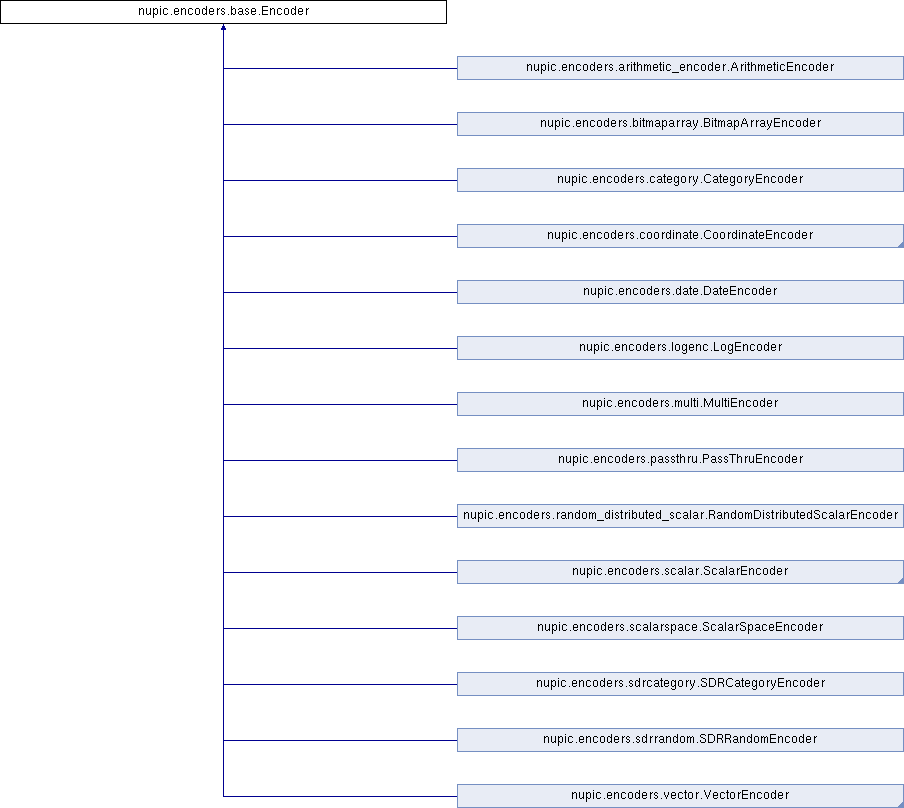 nupic.encoders.base.Encoder
nupic.encoders.arithmetic_encoder.ArithmeticEncoder
nupic.encoders.bitmaparray.BitmapArrayEncoder
nupic.encoders.category.CategoryEncoder
nupic.encoders.coordinate.CoordinateEncoder
nupic.encoders.date.DateEncoder
nupic.encoders.logenc.LogEncoder
nupic.encoders.multi.MultiEncoder
nupic.encoders.passthru.PassThruEncoder
nupic.encoders.random_distributed_scalar.RandomDistributedScalarEncoder
nupic.encoders.scalar.ScalarEncoder
nupic.encoders.scalarspace.ScalarSpaceEncoder
nupic.encoders.sdrcategory.SDRCategoryEncoder
nupic.encoders.sdrrandom.SDRRandomEncoder
nupic.encoders.vector.VectorEncoder